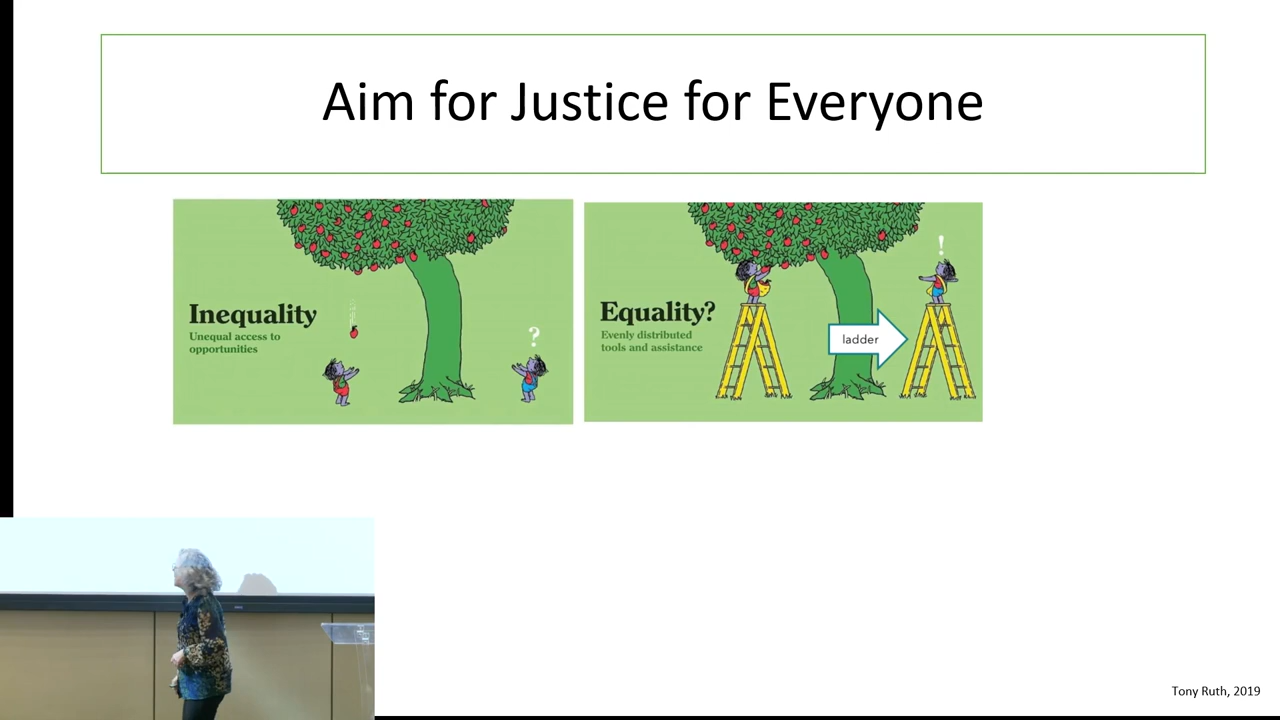 Aim for Justice for Everyone
Inequality
Unequal access to
opportunities
?
Equality?
Evenly distributed
tools and assistance
ladder
!
Tony Ruth, 2019